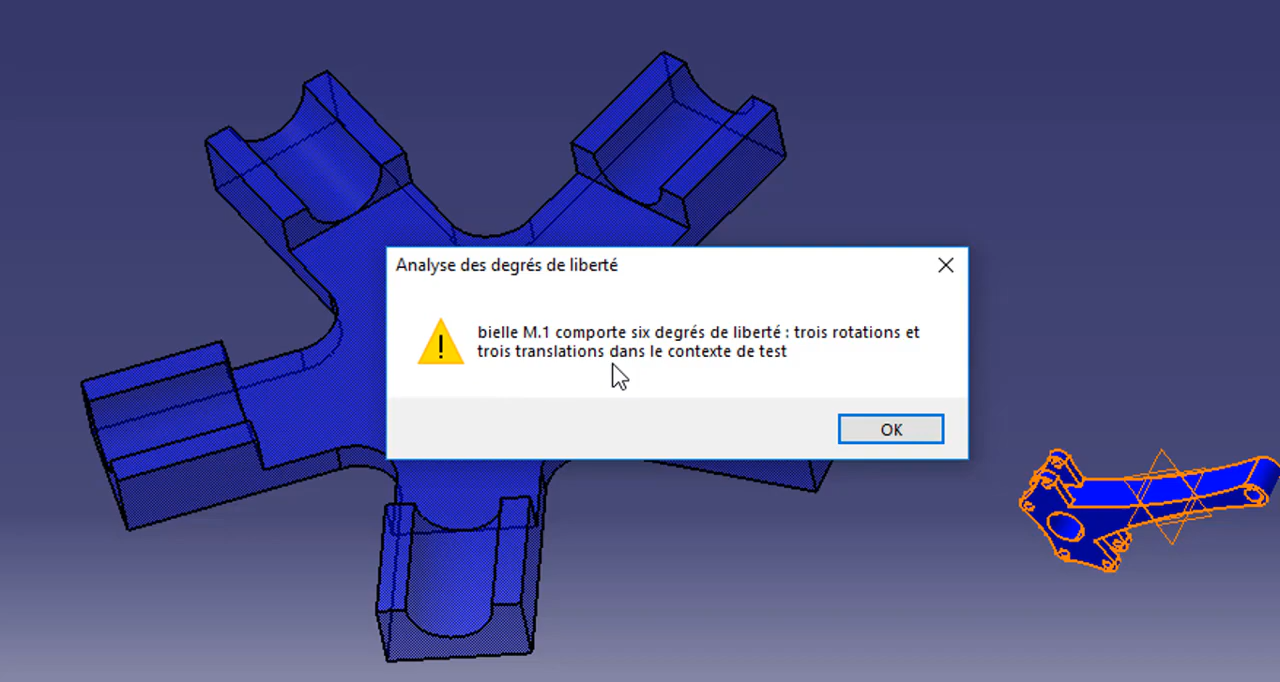 Analyse des degrés de liberté
bielle M.1 comporte six degrés de liberté : trois rotations et
trois translations dans le contexte de test
OK